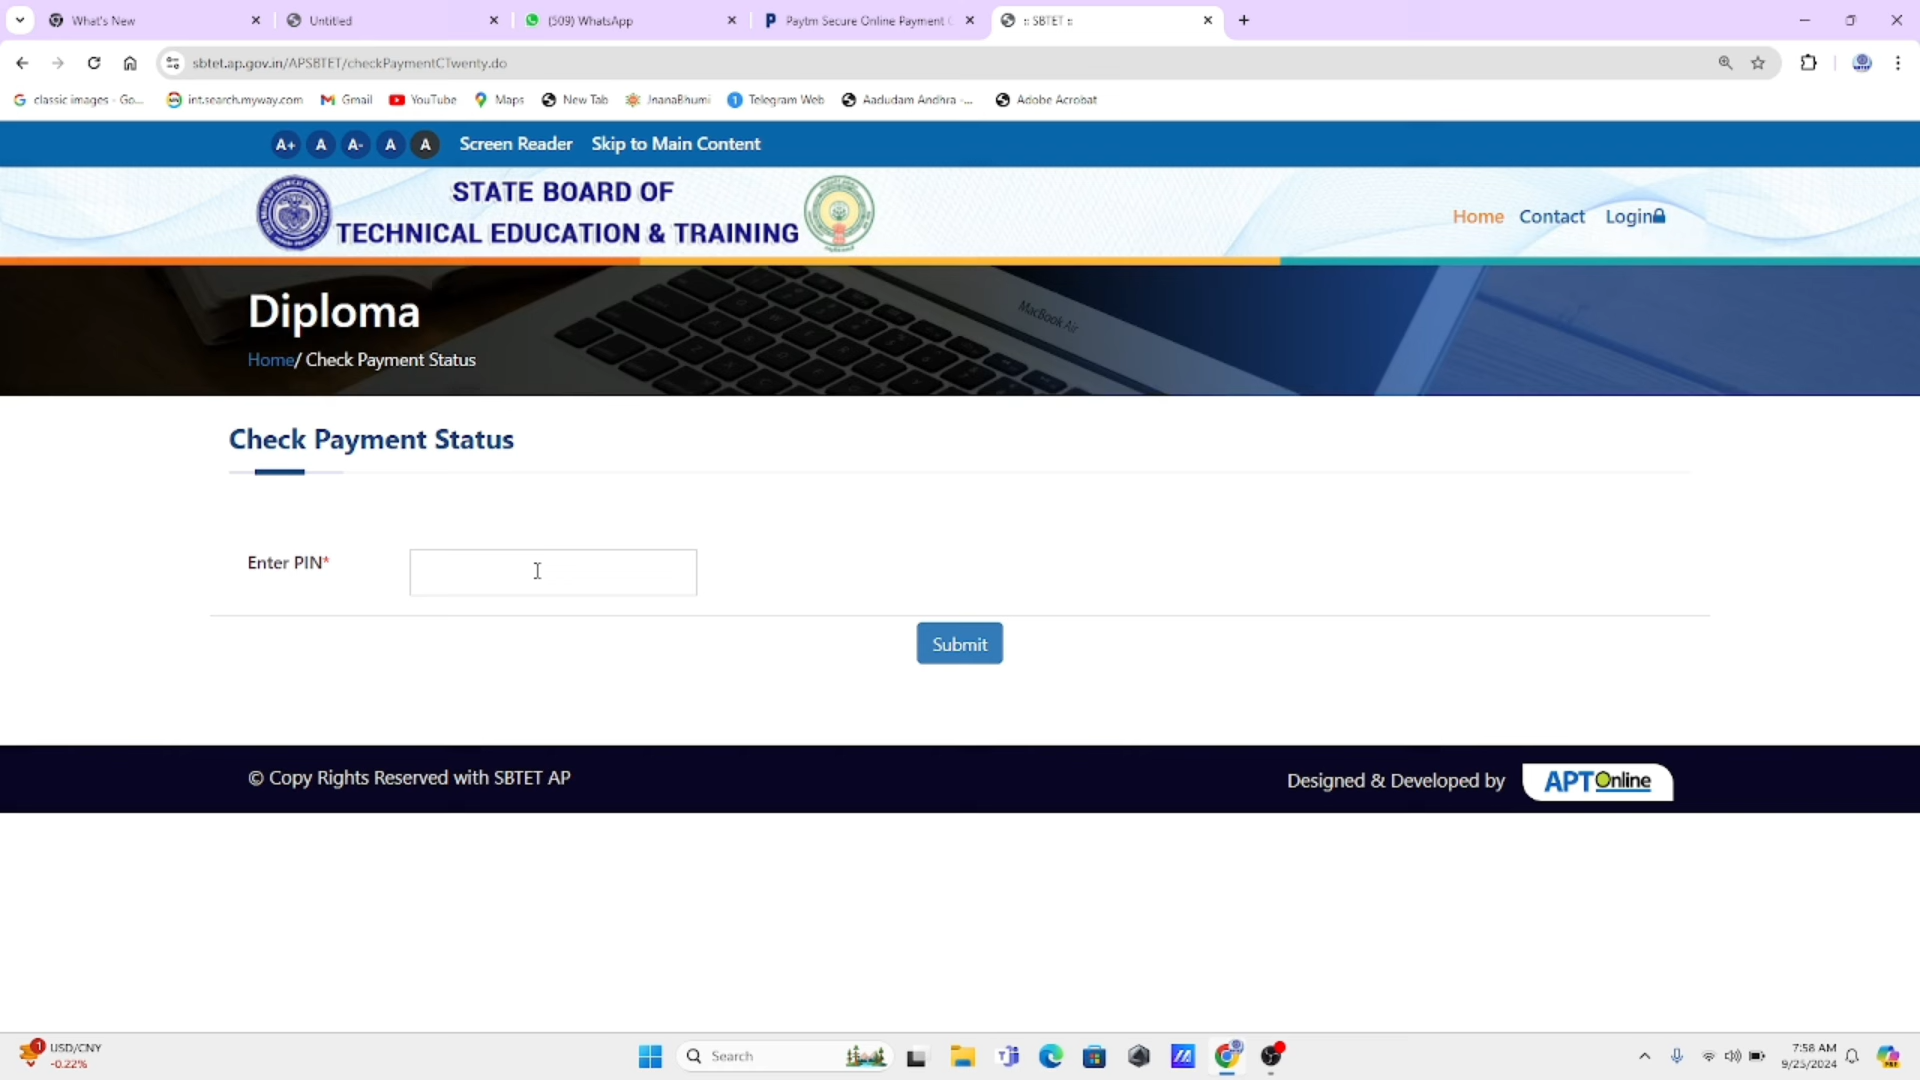 What's New
Untitled
(509) WhatsApp
Paytm Secure Online Payment
:: SBTET ::
sbtet.ap.gov.in/APSBTET/checkPaymentCTwenty.do
classic images - Go...
int.search.myway.com
Gmail
YouTube
Maps
New Tab
JnanaBhumi
Telegram Web
Aadudam Andhra -...
Adobe Acrobat
A+ A A- A A Screen Reader Skip to Main Content
STATE BOARD OF
TECHNICAL EDUCATION & TRAINING
Home Contact Login
MacBook Air
Diploma
Home/ Check Payment Status
Check Payment Status
Enter PIN*
Submit
© Copy Rights Reserved with SBTET AP
Designed & Developed by APTOnline
1
USD/CNY
-0.22%
Search
7:58 AM
9/25/2024